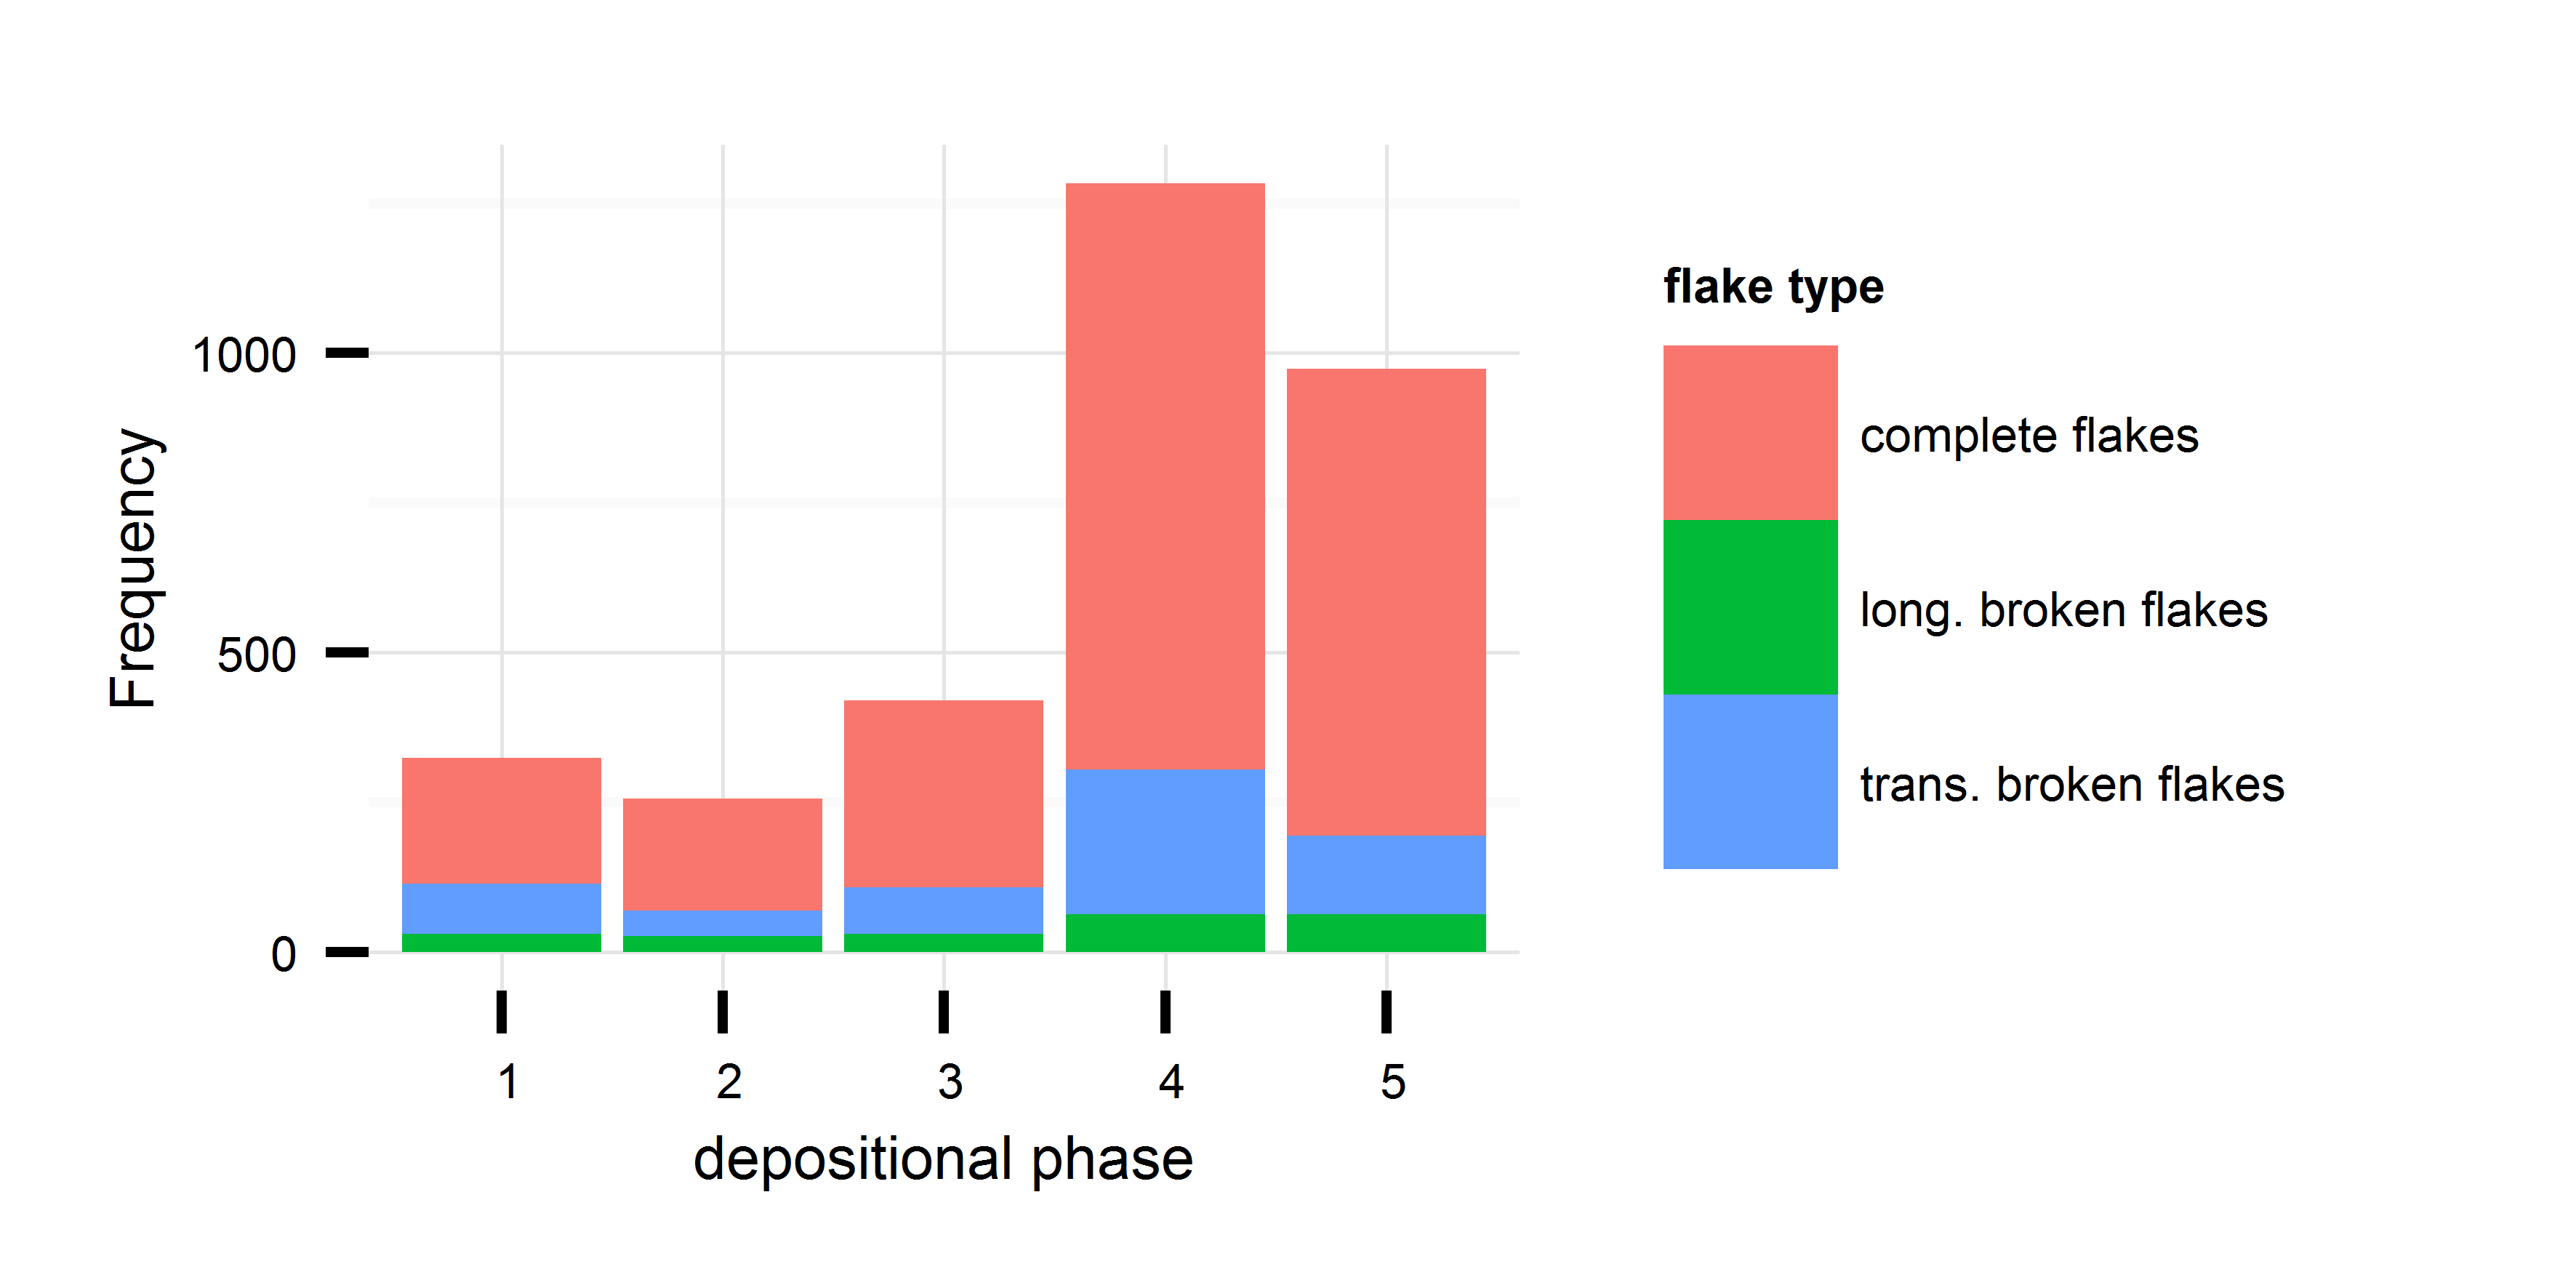 Frequency
1000
500
0
1 2 3 4 5
depositional phase
flake type
complete flakes
long. broken flakes
trans. broken flakes